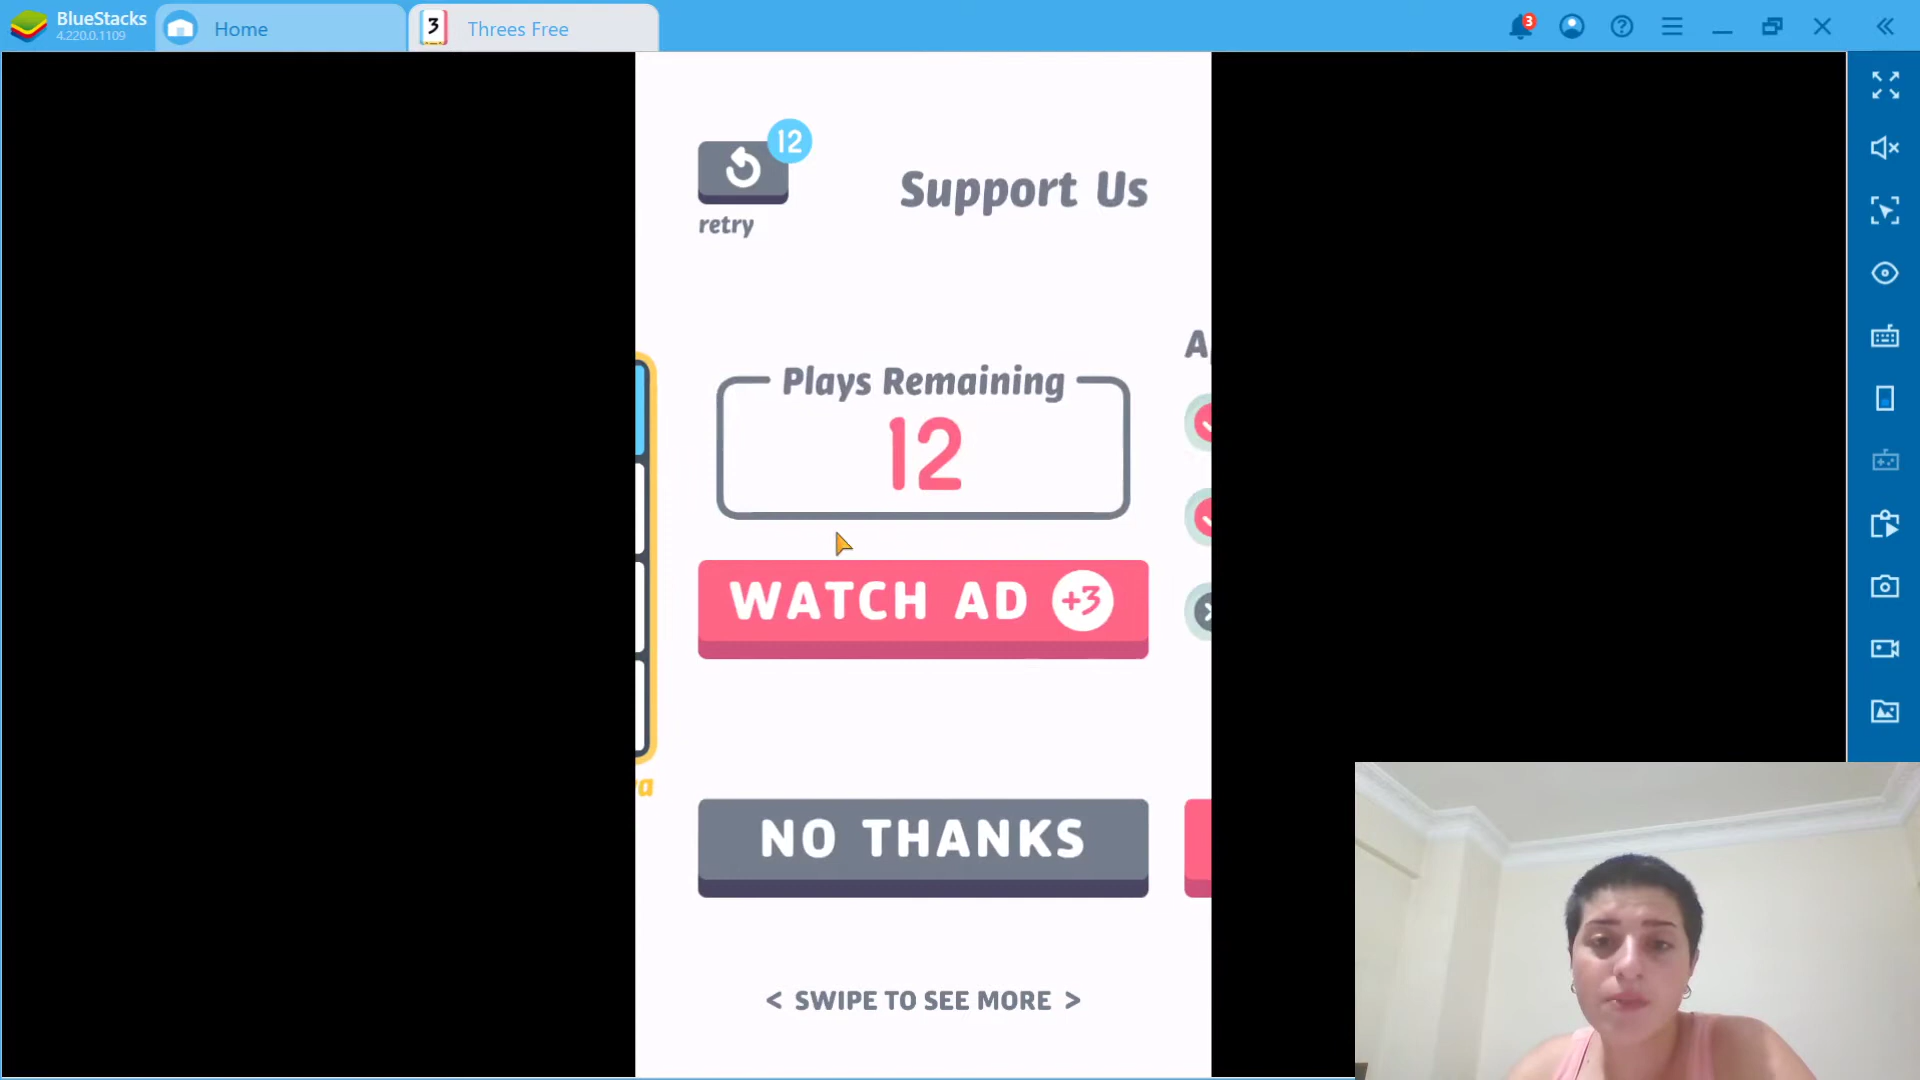 BlueStacks
4.220.0.1109
Home
3
Threes Free
3
12
retry
Support Us
A
Plays Remaining
12
WATCH AD +3
a
NO THANKS
< SWIPE TO SEE MORE >